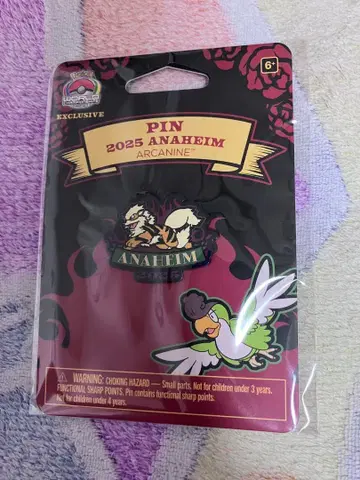 WORLD
EXCLUSIVE
6+
PIN
2025 ANAHEIM
ARCANINE™
ANAHEIM
⚠ WARNING: CHOKING HAZARD — Small parts. Not for children under 3 years.
FUNCTIONAL SHARP POINTS. Pin contains functional sharp points.
Not for children under 4 years.